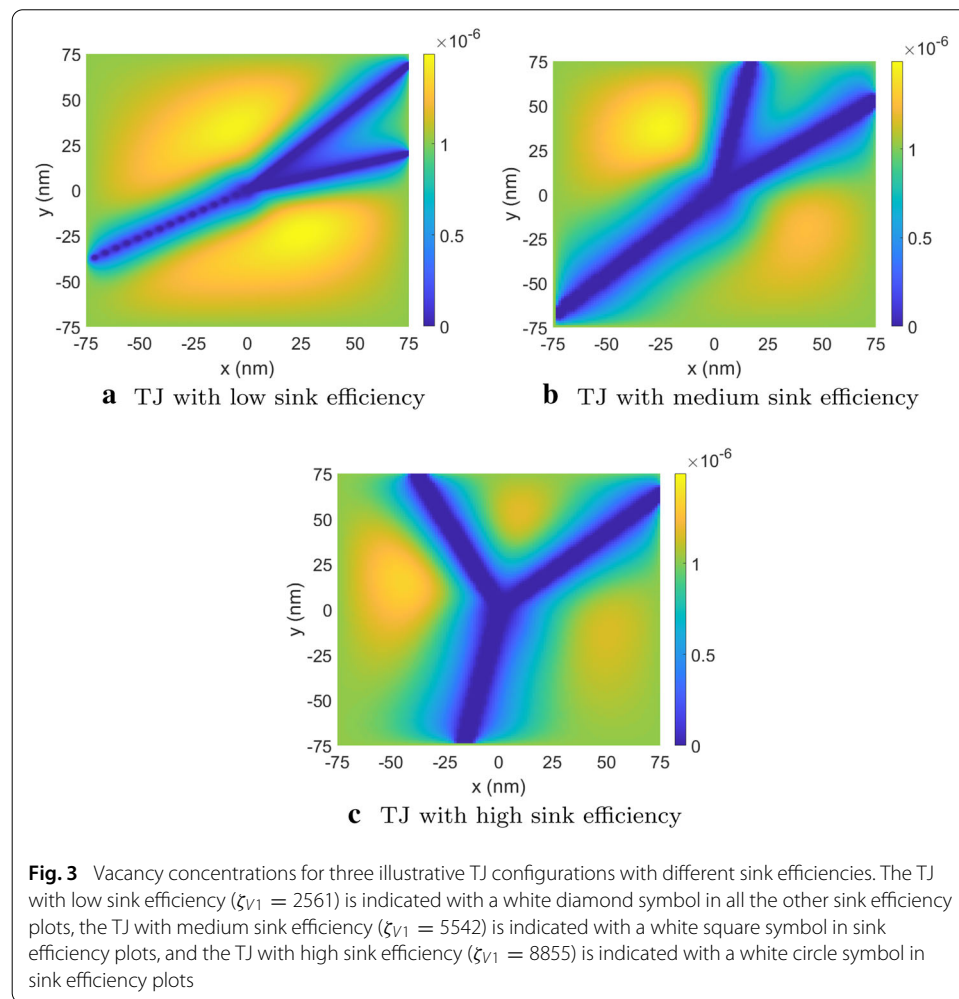 ×10-6
75
50
25
0
-25
-50
-75
y (nm)
1
0.5
0
-75 -50 -25 0 25 50 75
x (nm)
a TJ with low sink efficiency
×10-6
75
50
25
0
-25
-50
-75
y (nm)
1
0.5
0
-75 -50 -25 0 25 50 75
x (nm)
b TJ with medium sink efficiency
×10-6
75
50
25
0
-25
-50
-75
y (nm)
1
0.5
0
-75 -50 -25 0 25 50 75
x (nm)
c TJ with high sink efficiency
Fig. 3 Vacancy concentrations for three illustrative TJ configurations with different sink efficiencies. The TJ
with low sink efficiency (ζV1 = 2561) is indicated with a white diamond symbol in all the other sink efficiency
plots, the TJ with medium sink efficiency (ζV1 = 5542) is indicated with a white square symbol in sink
efficiency plots, and the TJ with high sink efficiency (ζV1 = 8855) is indicated with a white circle symbol in
sink efficiency plots